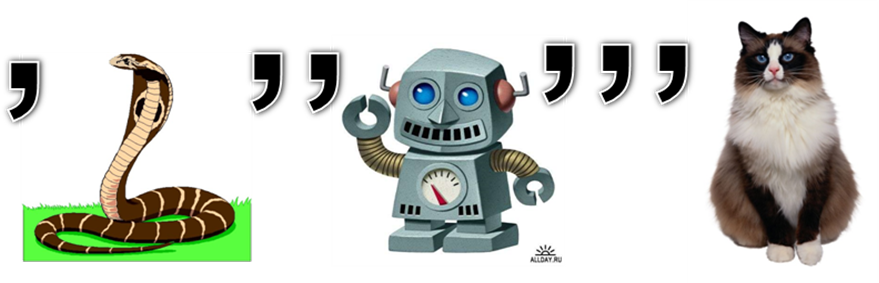 , ,, ,,,
ALLDAY.RU